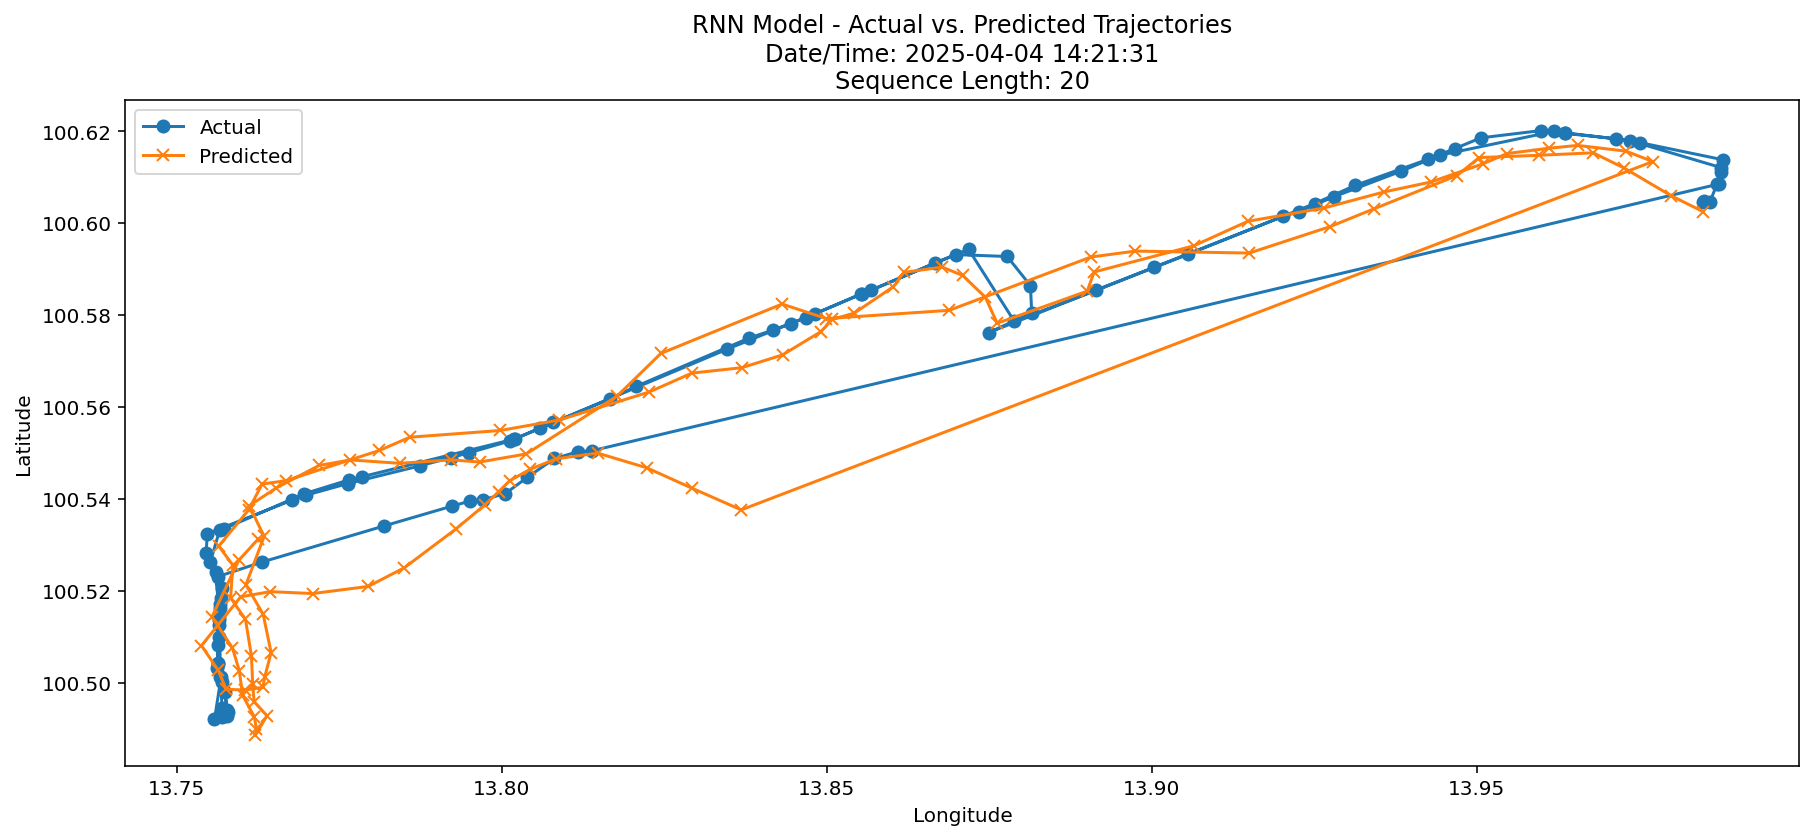 RNN Model - Actual vs. Predicted Trajectories
Date/Time: 2025-04-04 14:21:31
Sequence Length: 20
Actual
Predicted
100.62
100.60
100.58
100.56
100.54
100.52
100.50
Latitude
13.75 13.80 13.85 13.90 13.95
Longitude